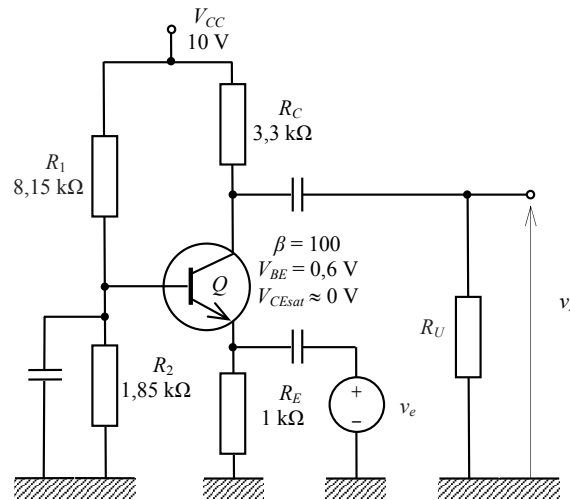 V_CC
10 V
R_C
3,3 kΩ
R_1
8,15 kΩ
β = 100
V_BE = 0,6 V
V_CEsat ≈ 0 V
Q
R_U
R_2
1,85 kΩ
R_E
1 kΩ
+
−
v_e